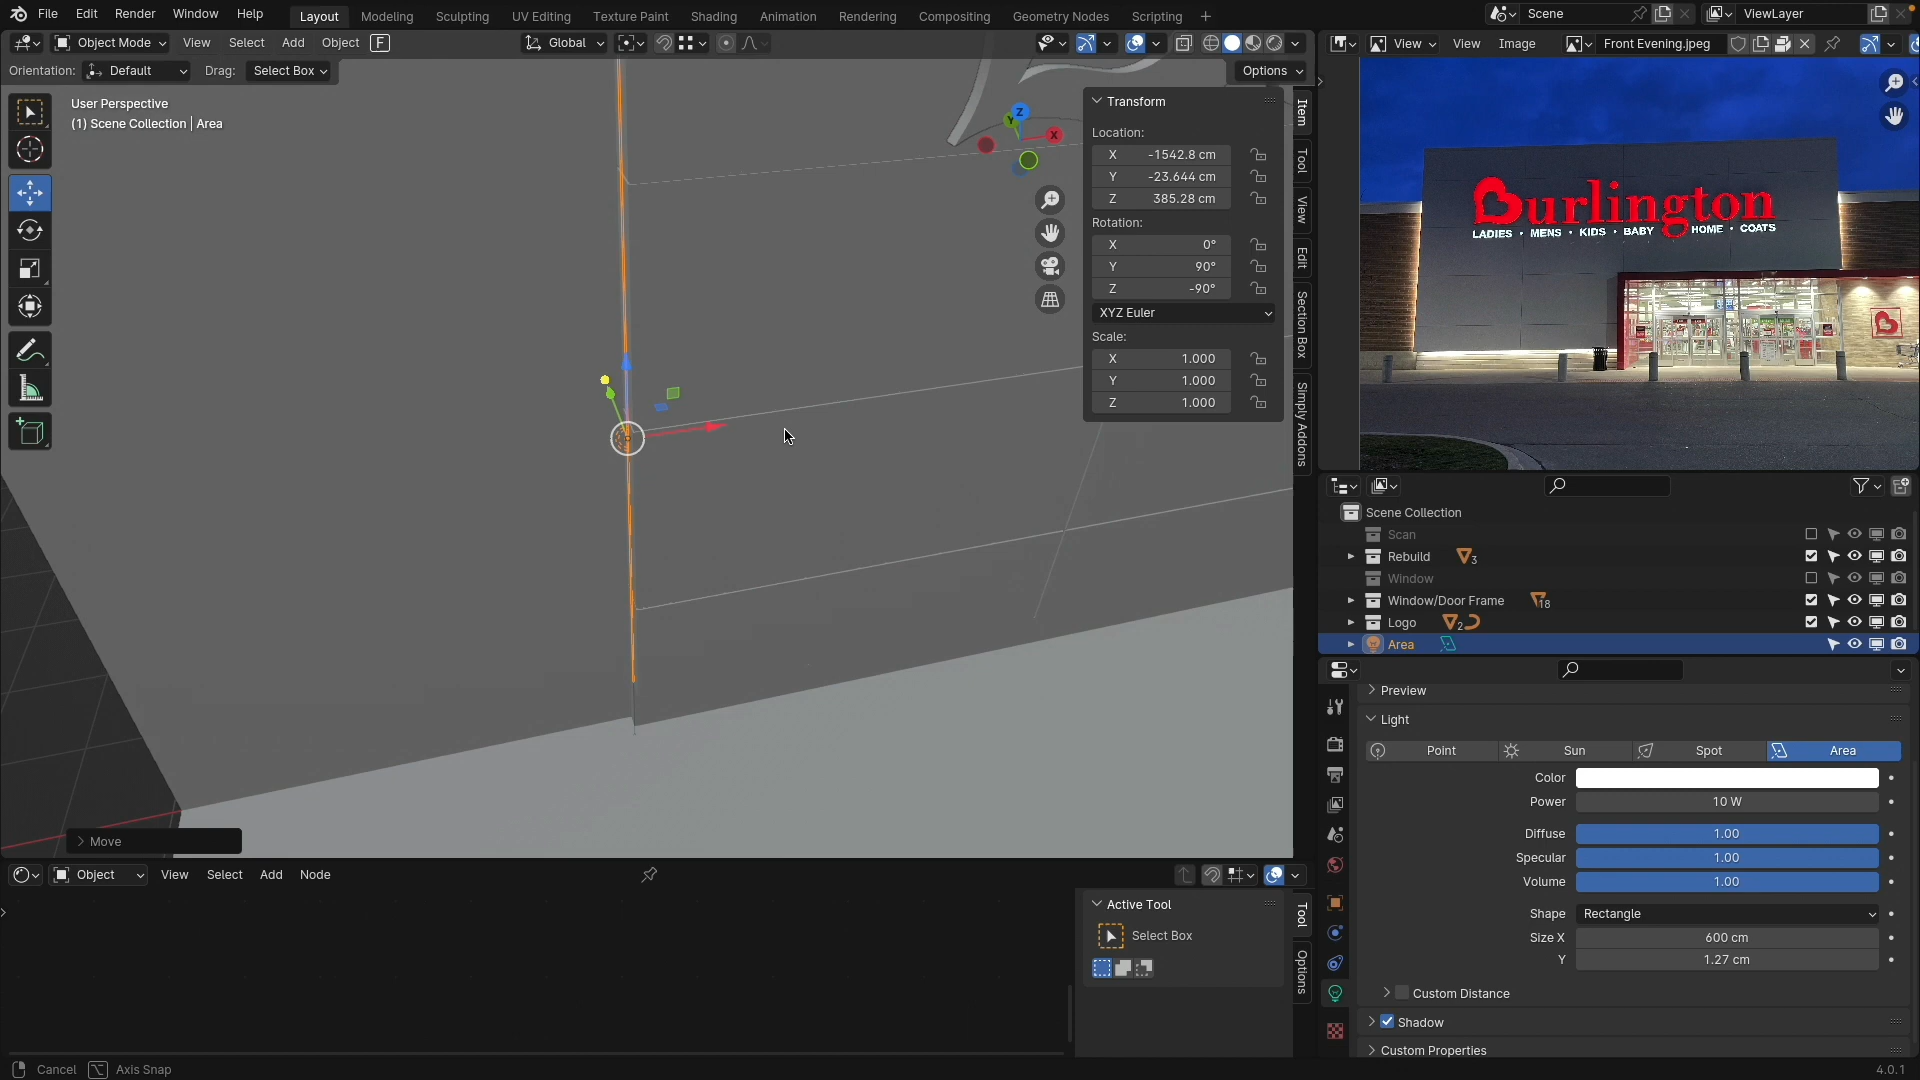 File Edit Render Window Help Layout Modeling Sculpting UV Editing Texture Paint Shading Animation Rendering Compositing Geometry Nodes Scripting + Scene ViewLayer
Object Mode View Select Add Object F Global
View View Image Front Evening.jpeg
Orientation: Default Drag: Select Box Options
User Perspective
(1) Scene Collection | Area
Z
Y
X
Transform
Location:
X -1542.8 cm
Y -23.644 cm
Z 385.28 cm
Rotation:
X 0°
Y 90°
Z -90°
XYZ Euler
Scale:
X 1.000
Y 1.000
Z 1.000
Item
Tool
View
Edit
Section Box
Simply Addons
Burlington
LADIES • MENS • KIDS • BABY HOME • COATS
Scene Collection
Scan
Rebuild 3
Window
Window/Door Frame 18
Logo 2
Area
Preview
Light
Point Sun Spot Area
Color
Power 10 W
Diffuse 1.00
Specular 1.00
Volume 1.00
Shape Rectangle
Size X 600 cm
Y 1.27 cm
Custom Distance
Shadow
Custom Properties
Move
Object View Select Add Node
Active Tool
Select Box
Tool
Options
Cancel Axis Snap
4.0.1